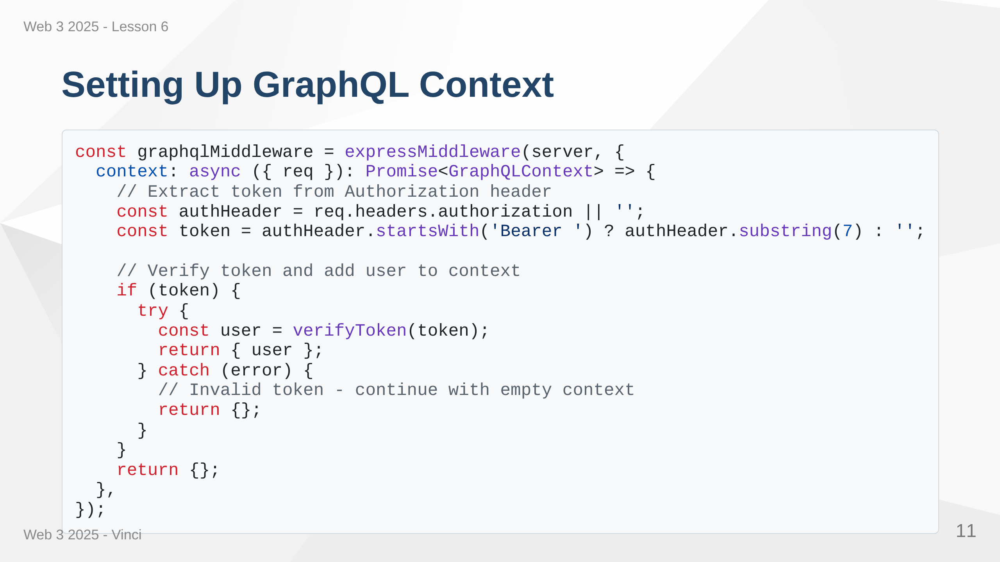 Web 3 2025 - Lesson 6
Setting Up GraphQL Context
const graphqlMiddleware = expressMiddleware(server, {
  context: async ({ req }): Promise<GraphQLContext> => {
    // Extract token from Authorization header
    const authHeader = req.headers.authorization || '';
    const token = authHeader.startsWith('Bearer ') ? authHeader.substring(7) : '';

    // Verify token and add user to context
    if (token) {
      try {
        const user = verifyToken(token);
        return { user };
      } catch (error) {
        // Invalid token - continue with empty context
        return {};
      }
    }
    return {};
  },
});
Web 3 2025 - Vinci
11